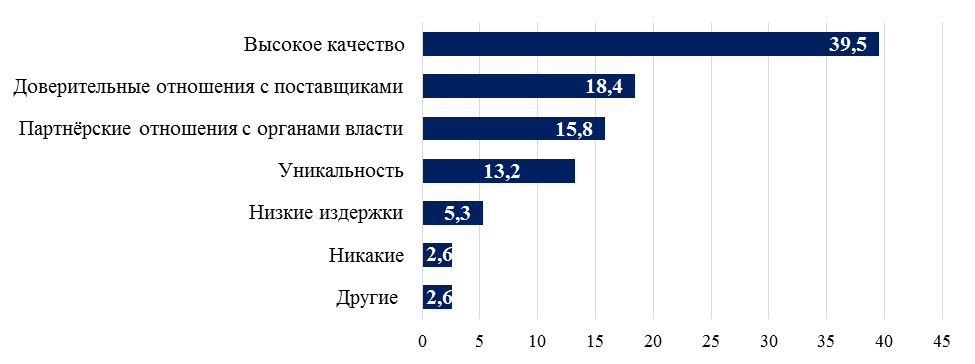 Высокое качество 39,5
Доверительные отношения с поставщиками 18,4
Партнёрские отношения с органами власти 15,8
Уникальность 13,2
Низкие издержки 5,3
Никакие 2,6
Другие 2,6
0 5 10 15 20 25 30 35 40 45